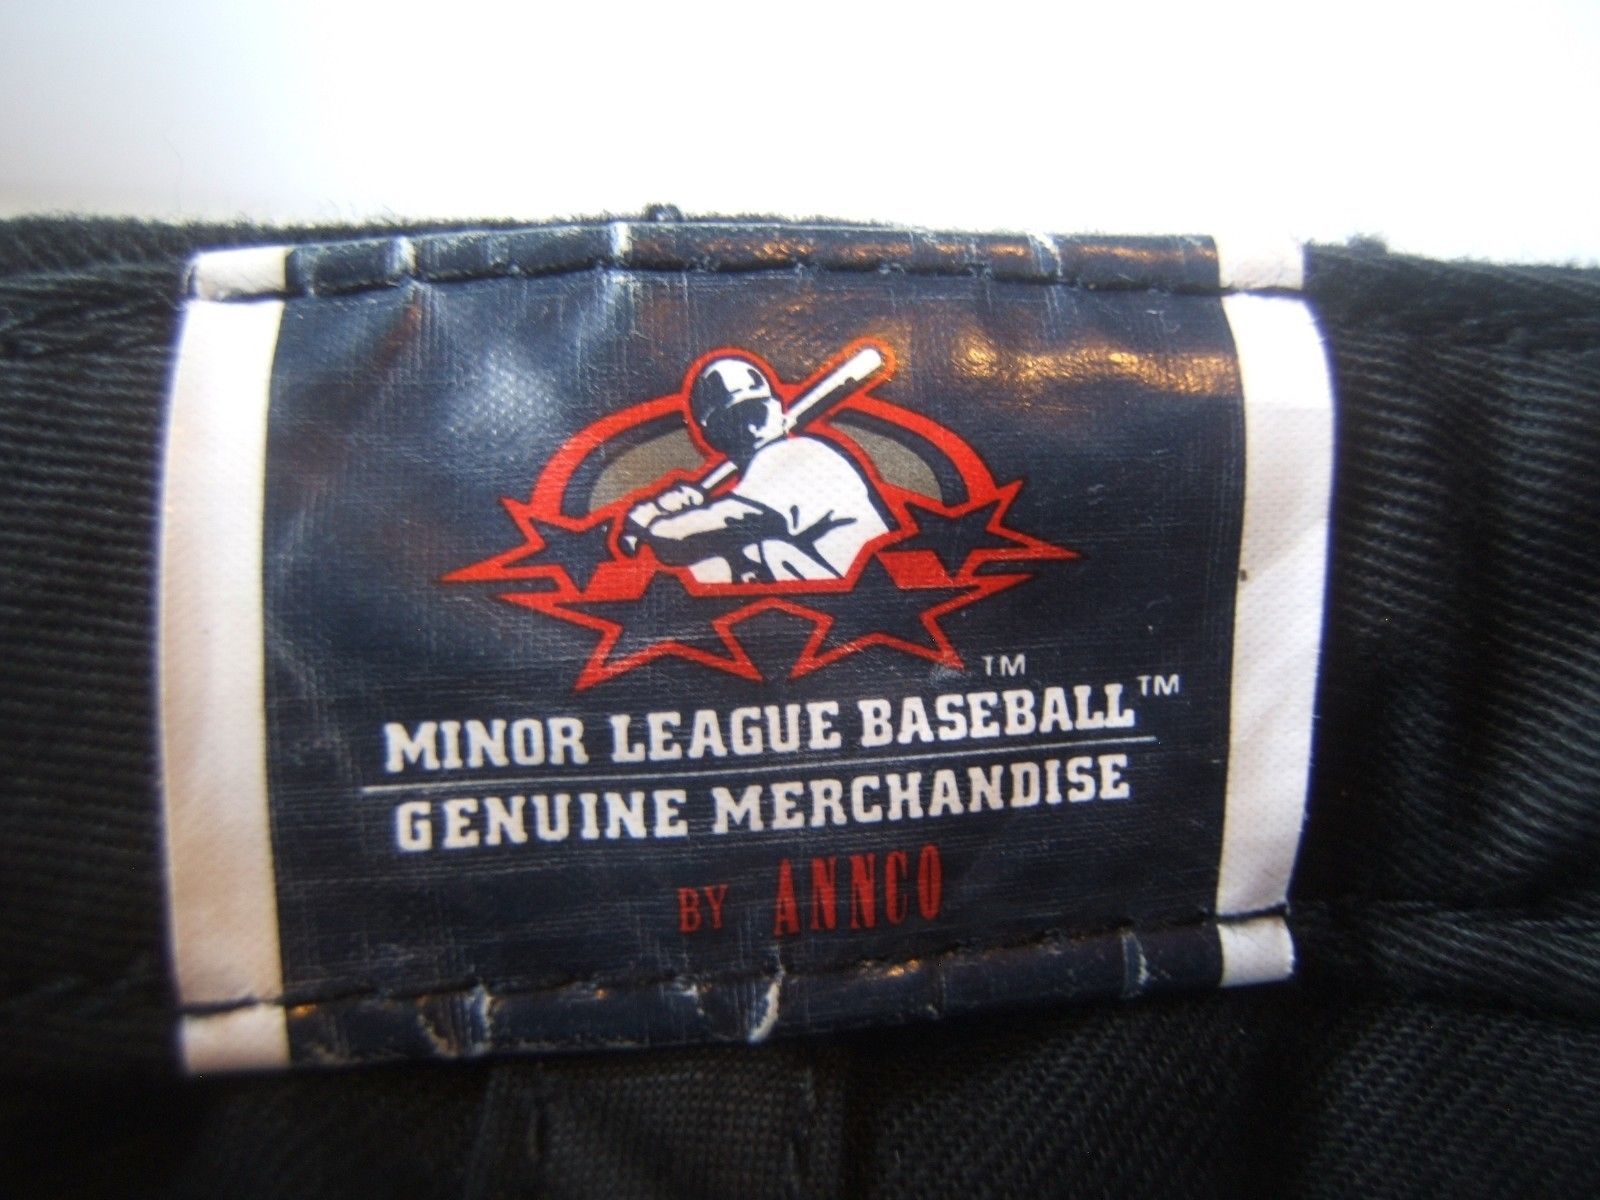 TM
MINOR LEAGUE BASEBALL™
GENUINE MERCHANDISE
BY ANNCO